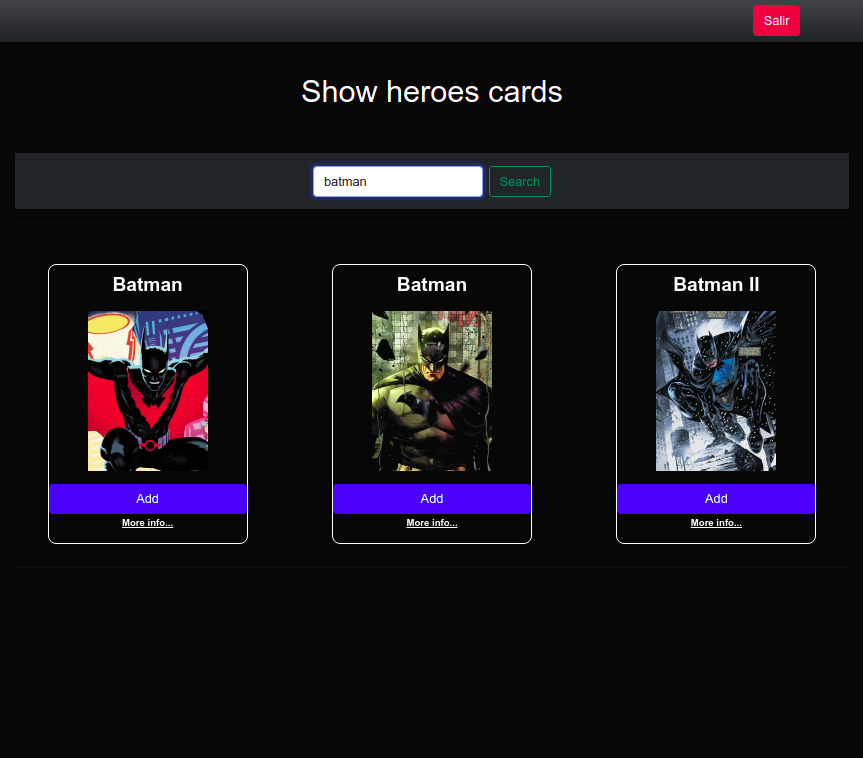 Salir
Show heroes cards
batman Search
Batman
Batman
Batman II
Add
Add
Add
More info...
More info...
More info...